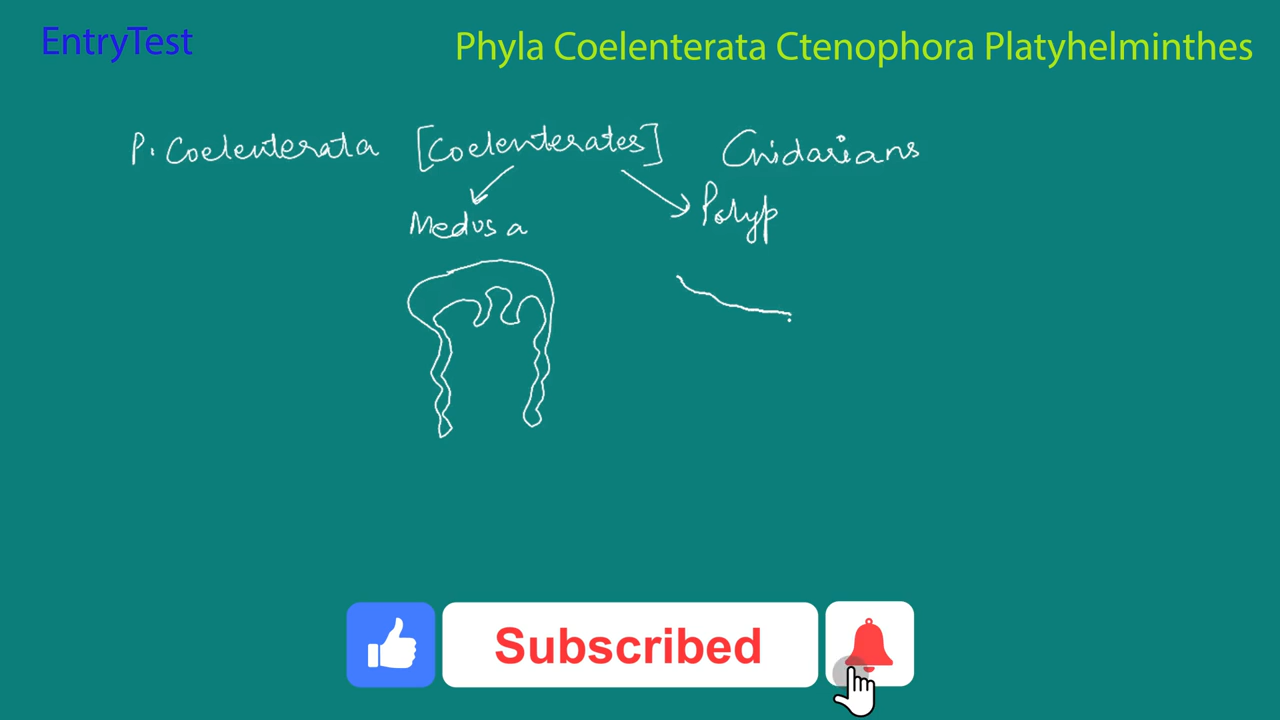 EntryTest
Phyla Coelenterata Ctenophora Platyhelminthes
P. Coelenterata [Coelenterates] Cnidarians
Medusa Polyp
Subscribed